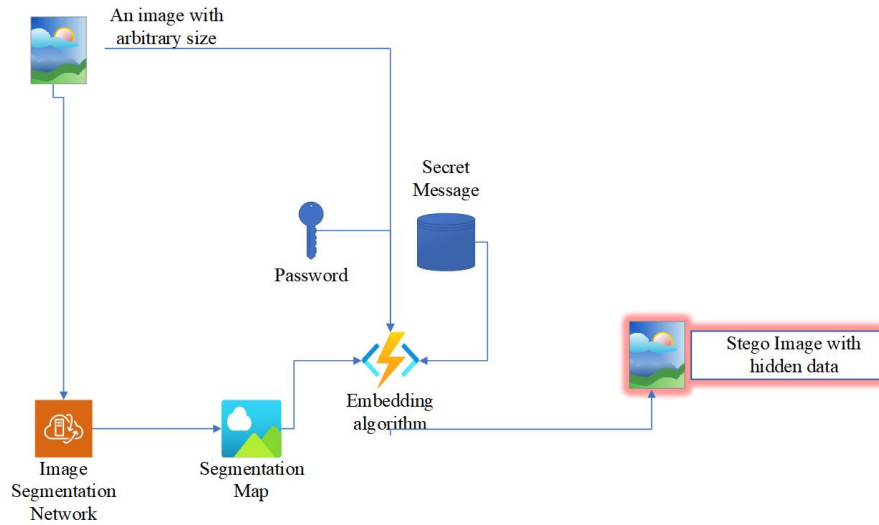 An image with
arbitrary size
Secret
Message
Password
Stego Image with
hidden data
Embedding
algorithm
Image
Segmentation
Network
Segmentation
Map